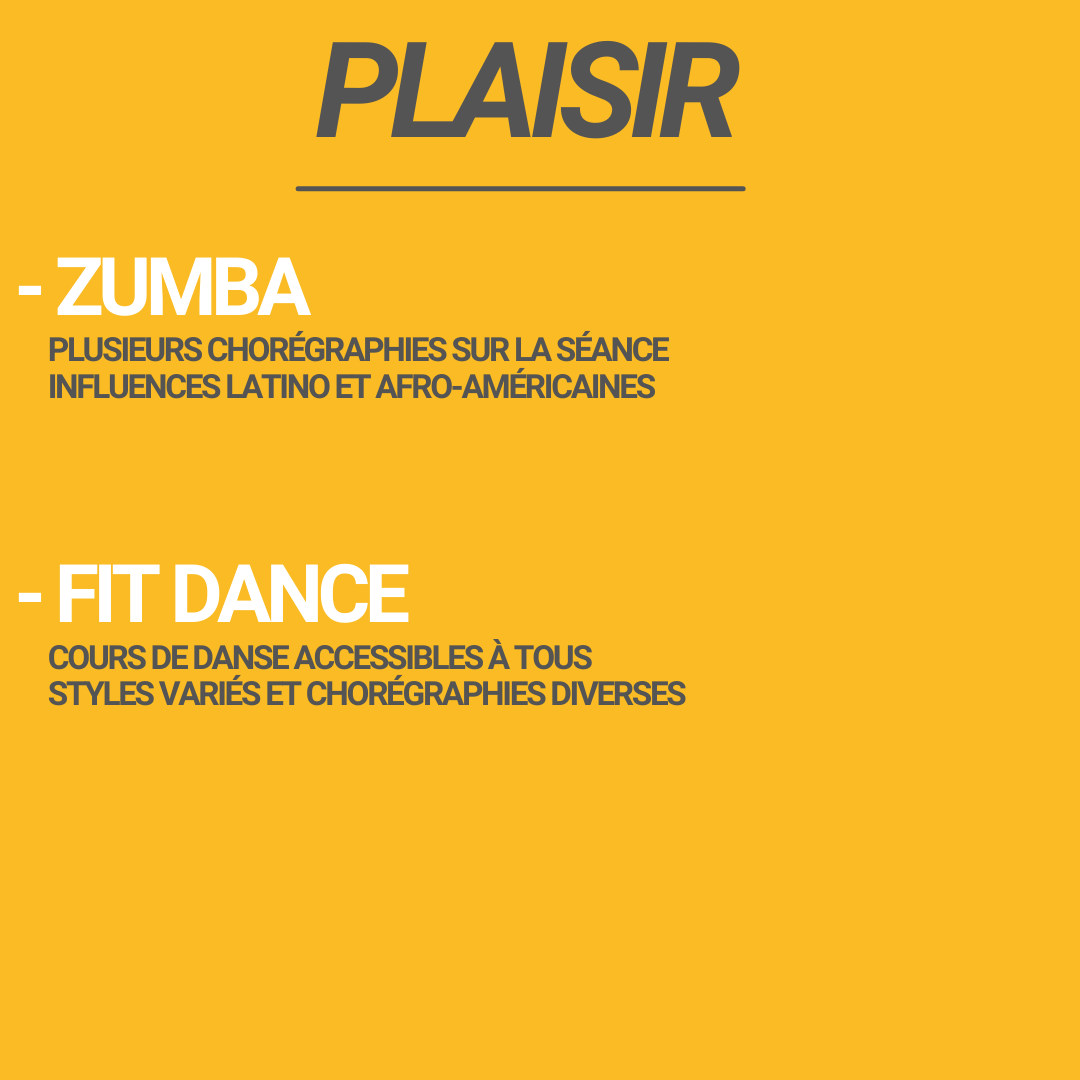 PLAISIR
- ZUMBA
PLUSIEURS CHORÉGRAPHIES SUR LA SÉANCE
INFLUENCES LATINO ET AFRO-AMÉRICAINES
- FIT DANCE
COURS DE DANSE ACCESSIBLES À TOUS
STYLES VARIÉS ET CHORÉGRAPHIES DIVERSES